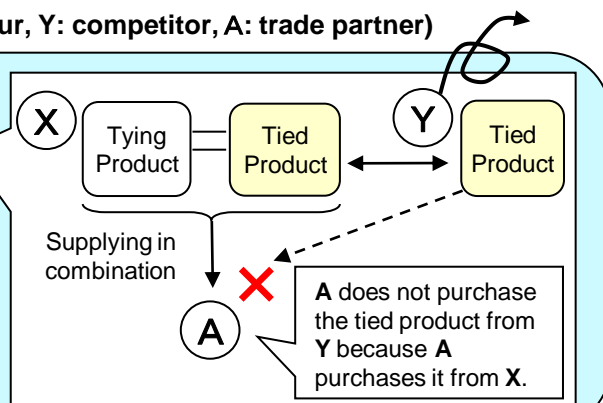 ur, Y: competitor, A: trade partner)
X
Tying
Product
Tied
Product
Y
Tied
Product
Supplying in
combination
A
A does not purchase
the tied product from
Y because A
purchases it from X.